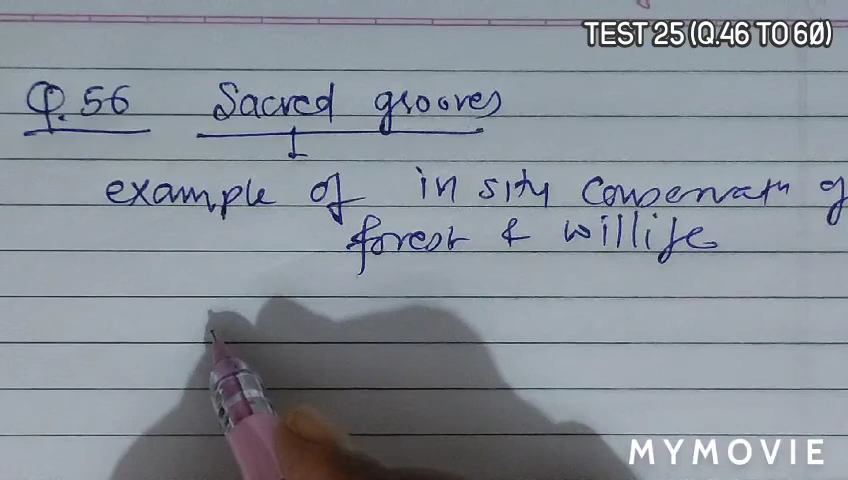 TEST 25 (Q.46 TO 60)
Q.56 Sacred grooves
example of in situ Conservatn of
forest & willife
MYMOVIE